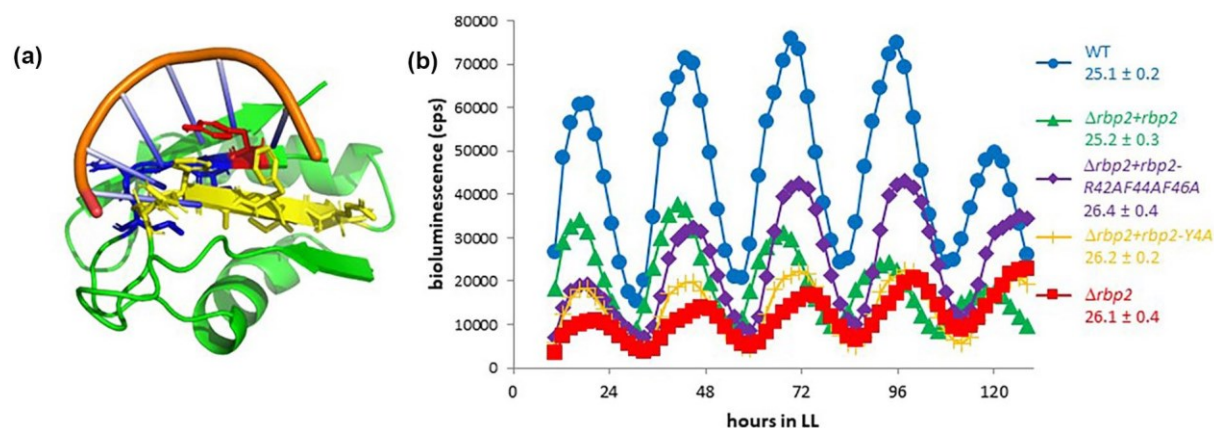 (a)
(b)
bioluminescence (cps)
80000
70000
60000
50000
40000
30000
20000
10000
0
0
24
48
72
96
120
hours in LL
WT
25.1 ± 0.2
Δrbp2+rbp2
25.2 ± 0.3
Δrbp2+rbp2-
R42AF44AF46A
26.4 ± 0.4
Δrbp2+rbp2-Y4A
26.2 ± 0.2
Δrbp2
26.1 ± 0.4